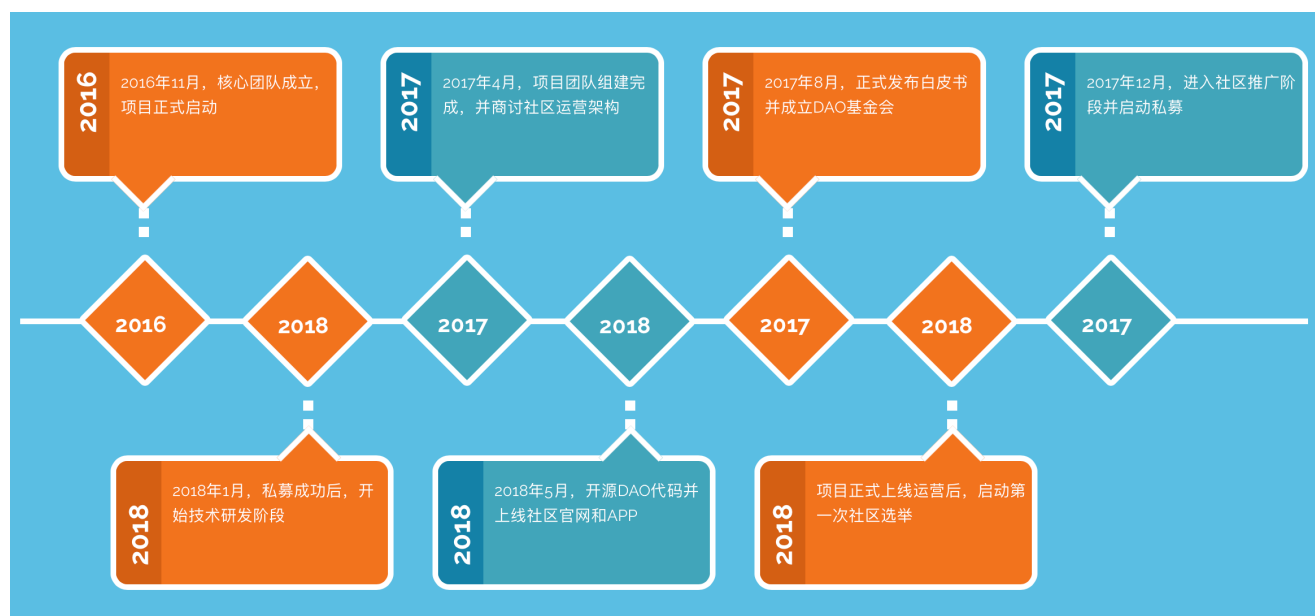 2016
2016年11月，核心团队成立，
项目正式启动
2017
2017年4月，项目团队组建完
成，并商讨社区运营架构
2017
2017年8月，正式发布白皮书
并成立DAO基金会
2017
2017年12月，进入社区推广阶
段并启动私募
2016
2018
2017
2018
2017
2018
2017
2018
2018年1月，私募成功后，开
始技术研发阶段
2018
2018年5月，开源DAO代码并
上线社区官网和APP
2018
项目正式上线运营后，启动第
一次社区选举